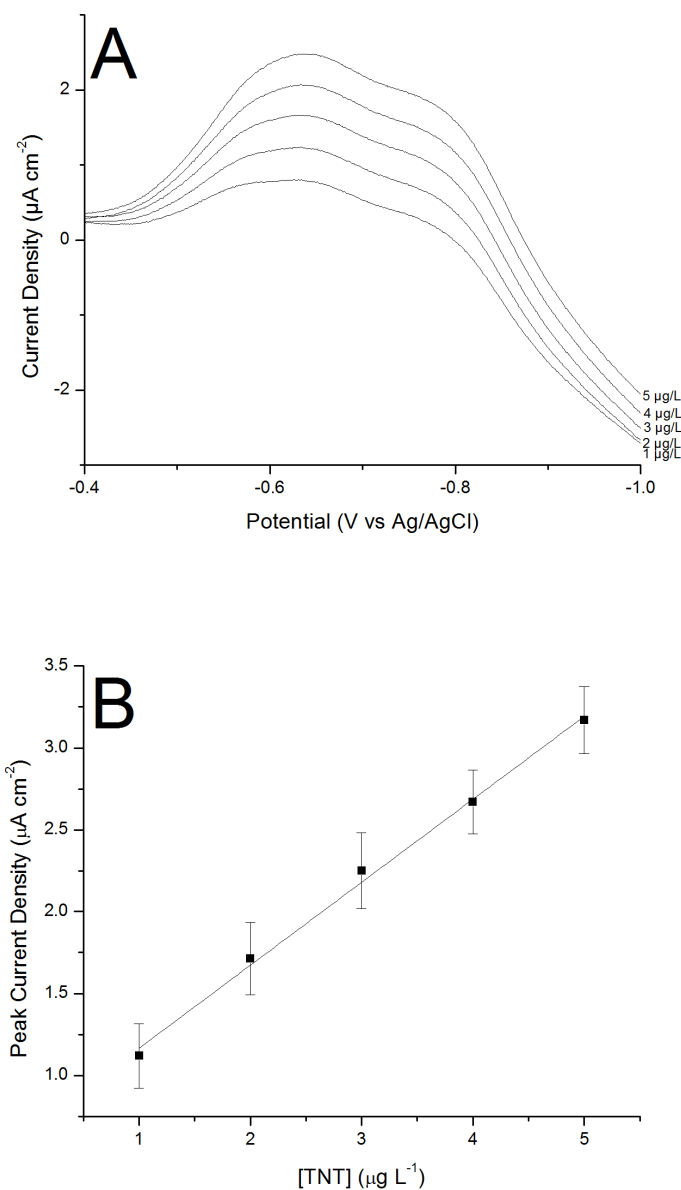 A
Current Density (µA cm-2)
2
0
-2
5 µg/L
4 µg/L
3 µg/L
2 µg/L
1 µg/L
-0.4 -0.6 -0.8 -1.0
Potential (V vs Ag/AgCl)
B
Peak Current Density (µA cm-2)
3.5
3.0
2.5
2.0
1.5
1.0
1 2 3 4 5
[TNT] (µg L-1)